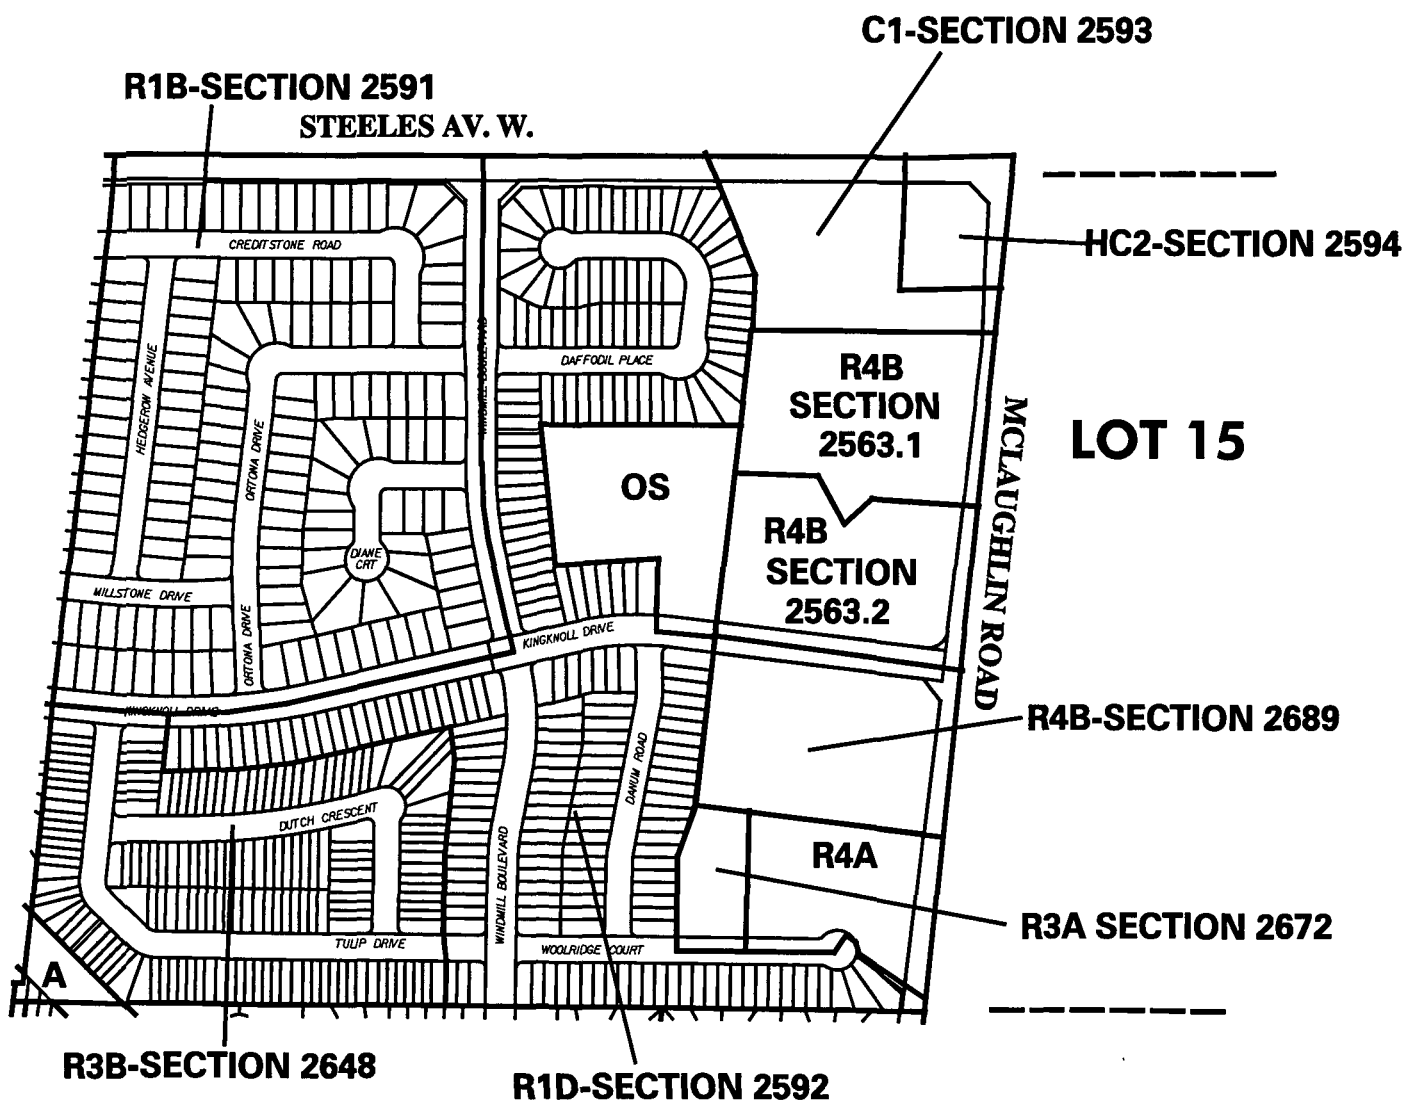 C1-SECTION 2593
R1B-SECTION 2591
STEELES AV. W.
CREDITSTONE ROAD
HC2-SECTION 2594
WINDMILL BOULEVARD
HEDGEROW AVENUE
DAFFODIL PLACE
R4B
SECTION
2563.1
MCLAUGHLIN ROAD
LOT 15
ORTONA DRIVE
OS
R4B
SECTION
2563.2
DIANE
CRT
MILLSTONE DRIVE
ORTONA DRIVE
KINGKNOLL DRIVE
KINGKNOLL DRIVE
R4B-SECTION 2689
DANUM ROAD
DUTCH CRESCENT
WINDMILL BOULEVARD
R4A
R3A SECTION 2672
TULIP DRIVE
WOOLRIDGE COURT
A
R3B-SECTION 2648
R1D-SECTION 2592